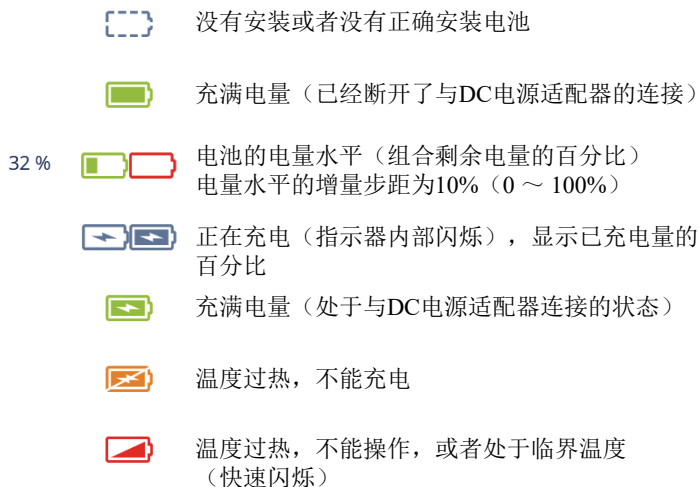 没有安装或者没有正确安装电池
充满电量（已经断开了与DC电源适配器的连接）
32 %
电池的电量水平（组合剩余电量的百分比）
电量水平的增量步距为10%（0 ～ 100%）
正在充电（指示器内部闪烁），显示已充电量的
百分比
充满电量（处于与DC电源适配器连接的状态）
温度过热，不能充电
温度过热，不能操作，或者处于临界温度
（快速闪烁）